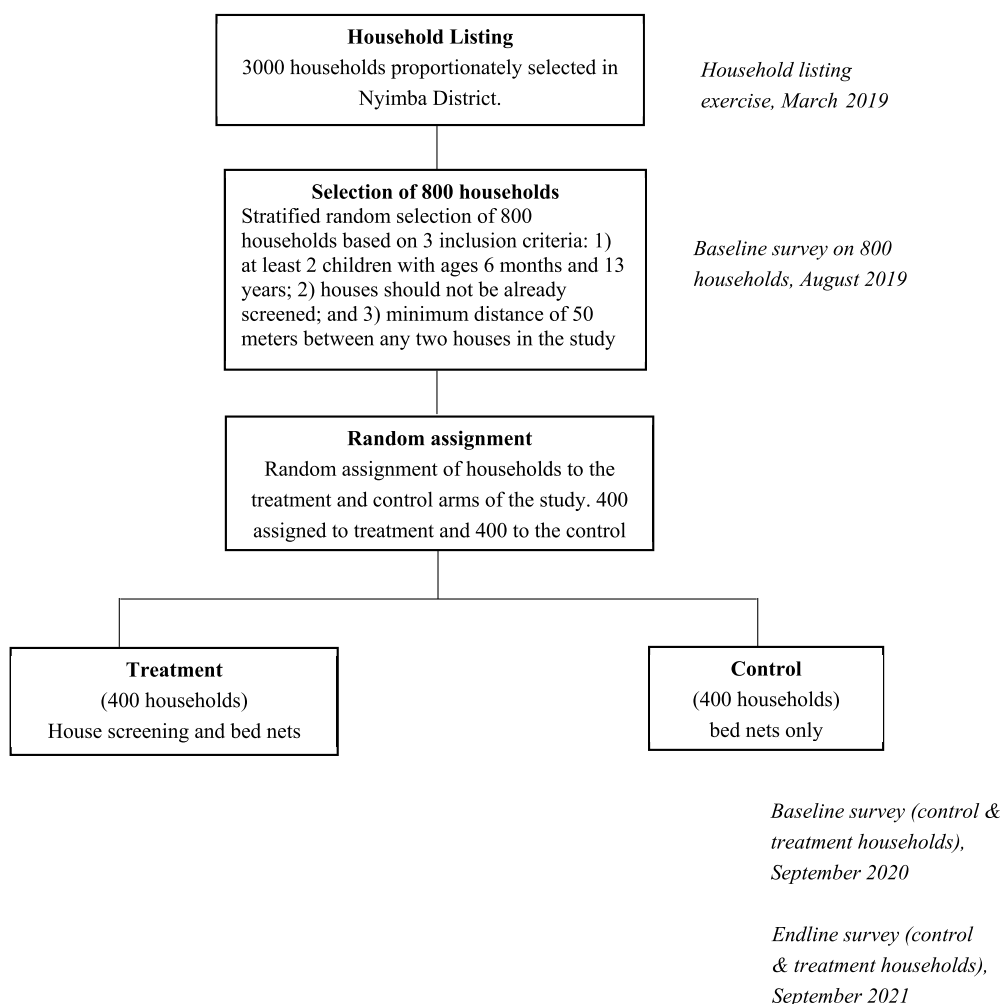 Household Listing
3000 households proportionately selected in
Nyimba District.
Household listing
exercise, March 2019
Selection of 800 households
Stratified random selection of 800
households based on 3 inclusion criteria: 1)
at least 2 children with ages 6 months and 13
years; 2) houses should not be already
screened; and 3) minimum distance of 50
meters between any two houses in the study
Baseline survey on 800
households, August 2019
Random assignment
Random assignment of households to the
treatment and control arms of the study. 400
assigned to treatment and 400 to the control
Treatment
(400 households)
House screening and bed nets
Control
(400 households)
bed nets only
Baseline survey (control &
treatment households),
September 2020
Endline survey (control
& treatment households),
September 2021